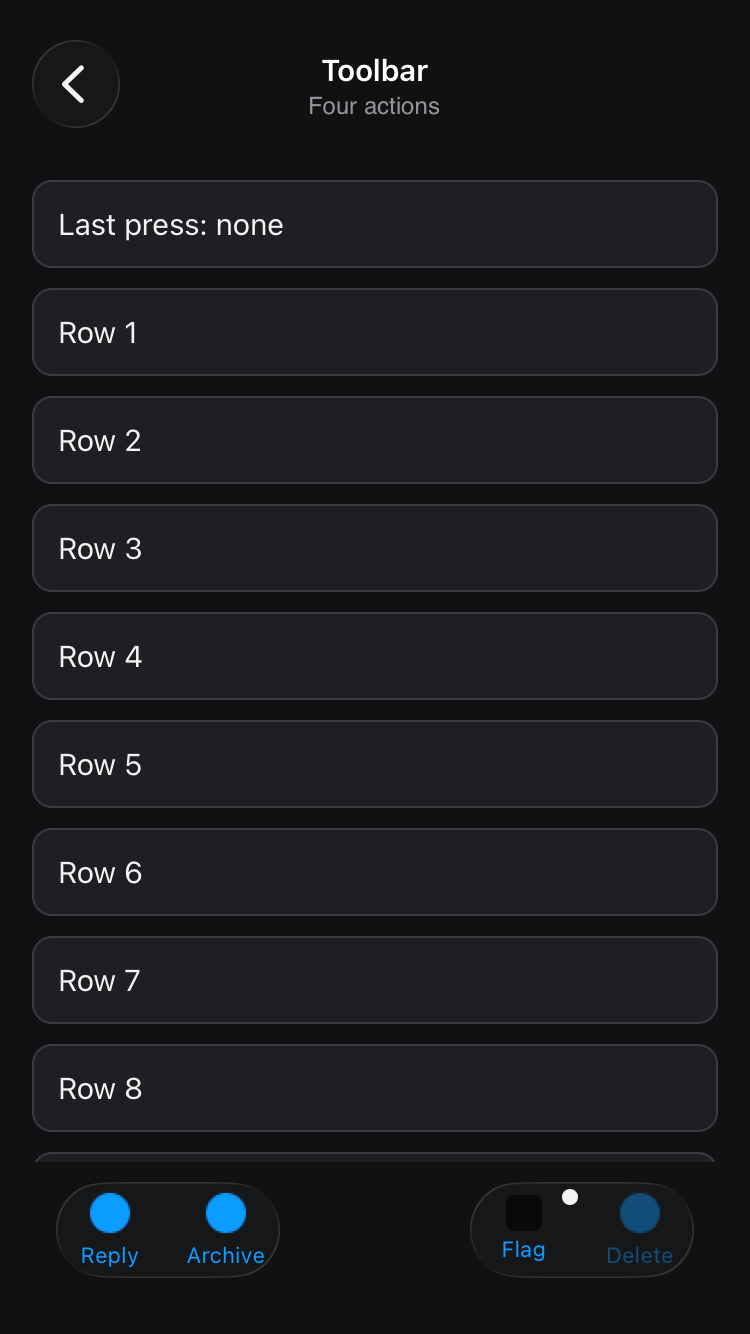 Toolbar
Four actions
Last press: none
Row 1
Row 2
Row 3
Row 4
Row 5
Row 6
Row 7
Row 8
Reply
Archive
Flag
Delete